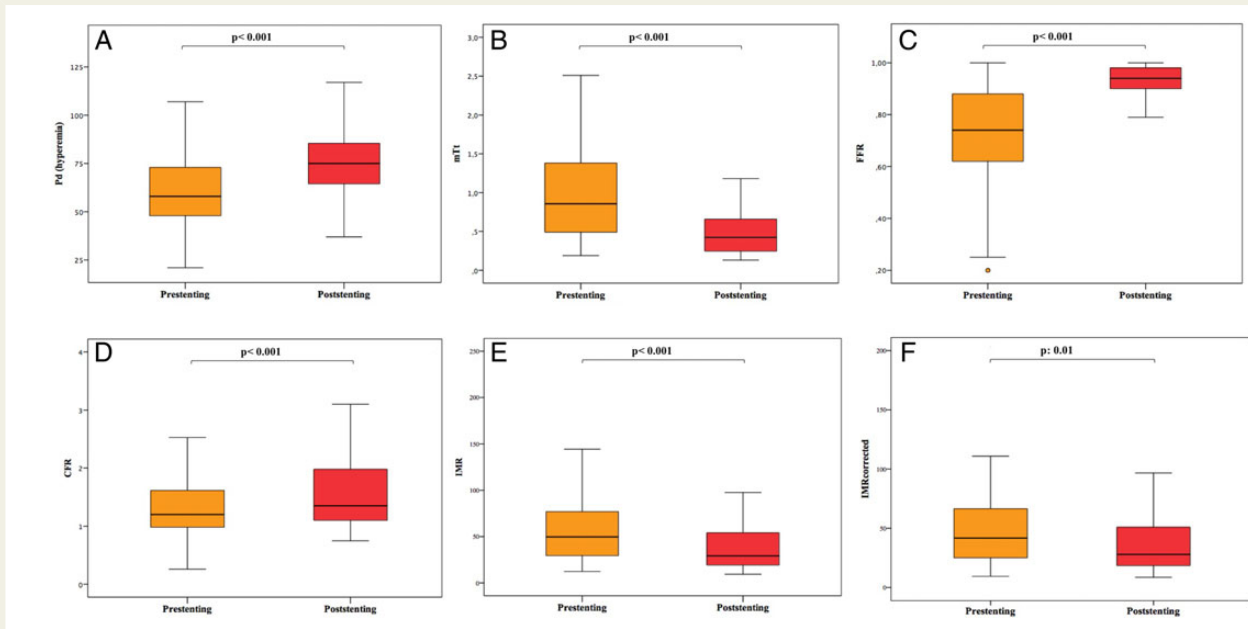 A
p< 0.001
125
100
75
50
25
Pd (hyperemia)
Prestenting
Poststenting
B
p< 0.001
3,0
2,5
2,0
1,5
1,0
,5
,0
mTt
Prestenting
Poststenting
C
p< 0.001
1,00
,80
,60
,40
,20
FFR
Prestenting
Poststenting
D
p< 0.001
4
3
2
1
0
CFR
Prestenting
Poststenting
E
p< 0.001
250
200
150
100
50
0
IMR
Prestenting
Poststenting
F
p: 0.01
200
150
100
50
0
IMRcorrected
Prestenting
Poststenting